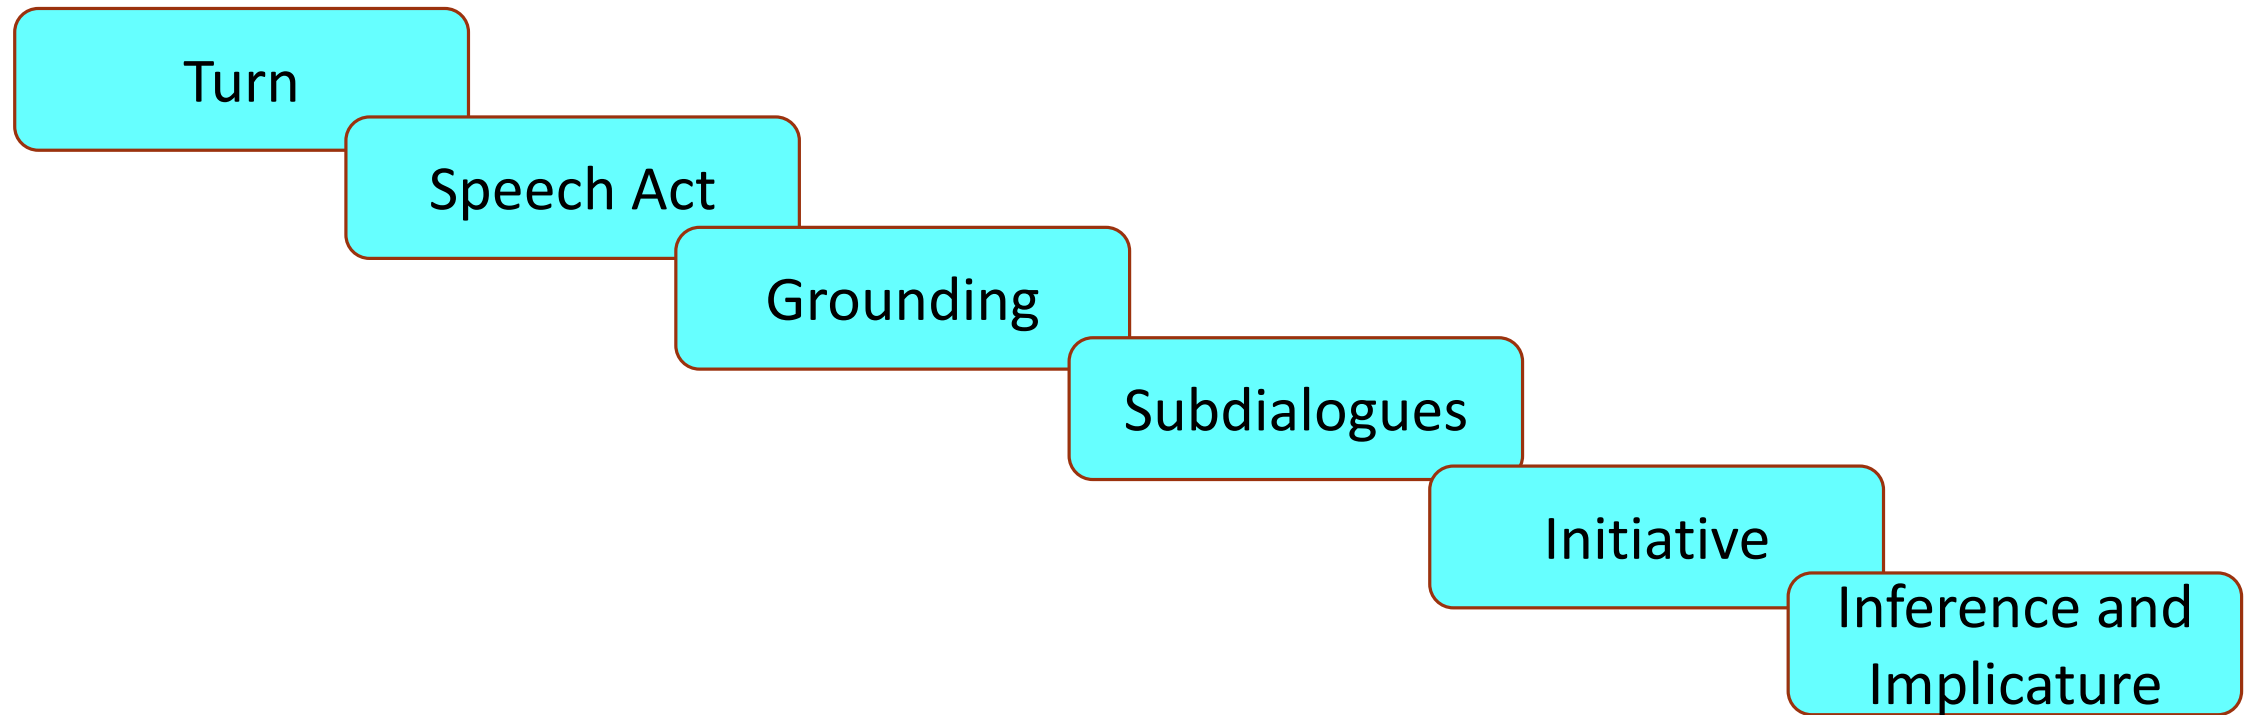 Turn
Speech Act
Grounding
Subdialogues
Initiative
Inference and
Implicature